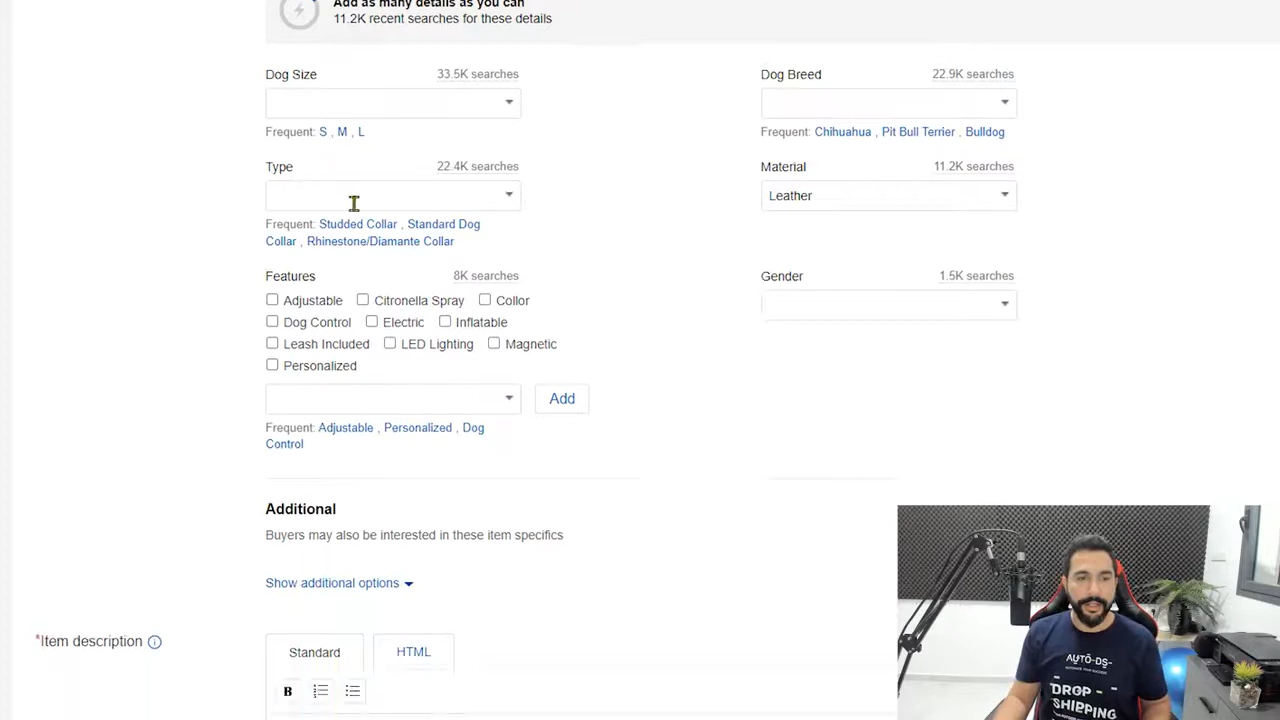 Add as many details as you can
11.2K recent searches for these details
Dog Size 33.5K searches
Frequent: S , M , L
Dog Breed 22.9K searches
Frequent: Chihuahua , Pit Bull Terrier , Bulldog
Type 22.4K searches
Frequent: Studded Collar , Standard Dog
Collar , Rhinestone/Diamante Collar
Material 11.2K searches
Leather
Features 8K searches
Adjustable Citronella Spray Collor
Dog Control Electric Inflatable
Leash Included LED Lighting Magnetic
Personalized
Add
Frequent: Adjustable , Personalized , Dog
Control
Gender 1.5K searches
Additional
Buyers may also be interested in these item specifics
Show additional options
*Item description
Standard HTML
B
AUTO-DS
AUTOMATE YOUR SUCCESS
DROP
SHIPPING